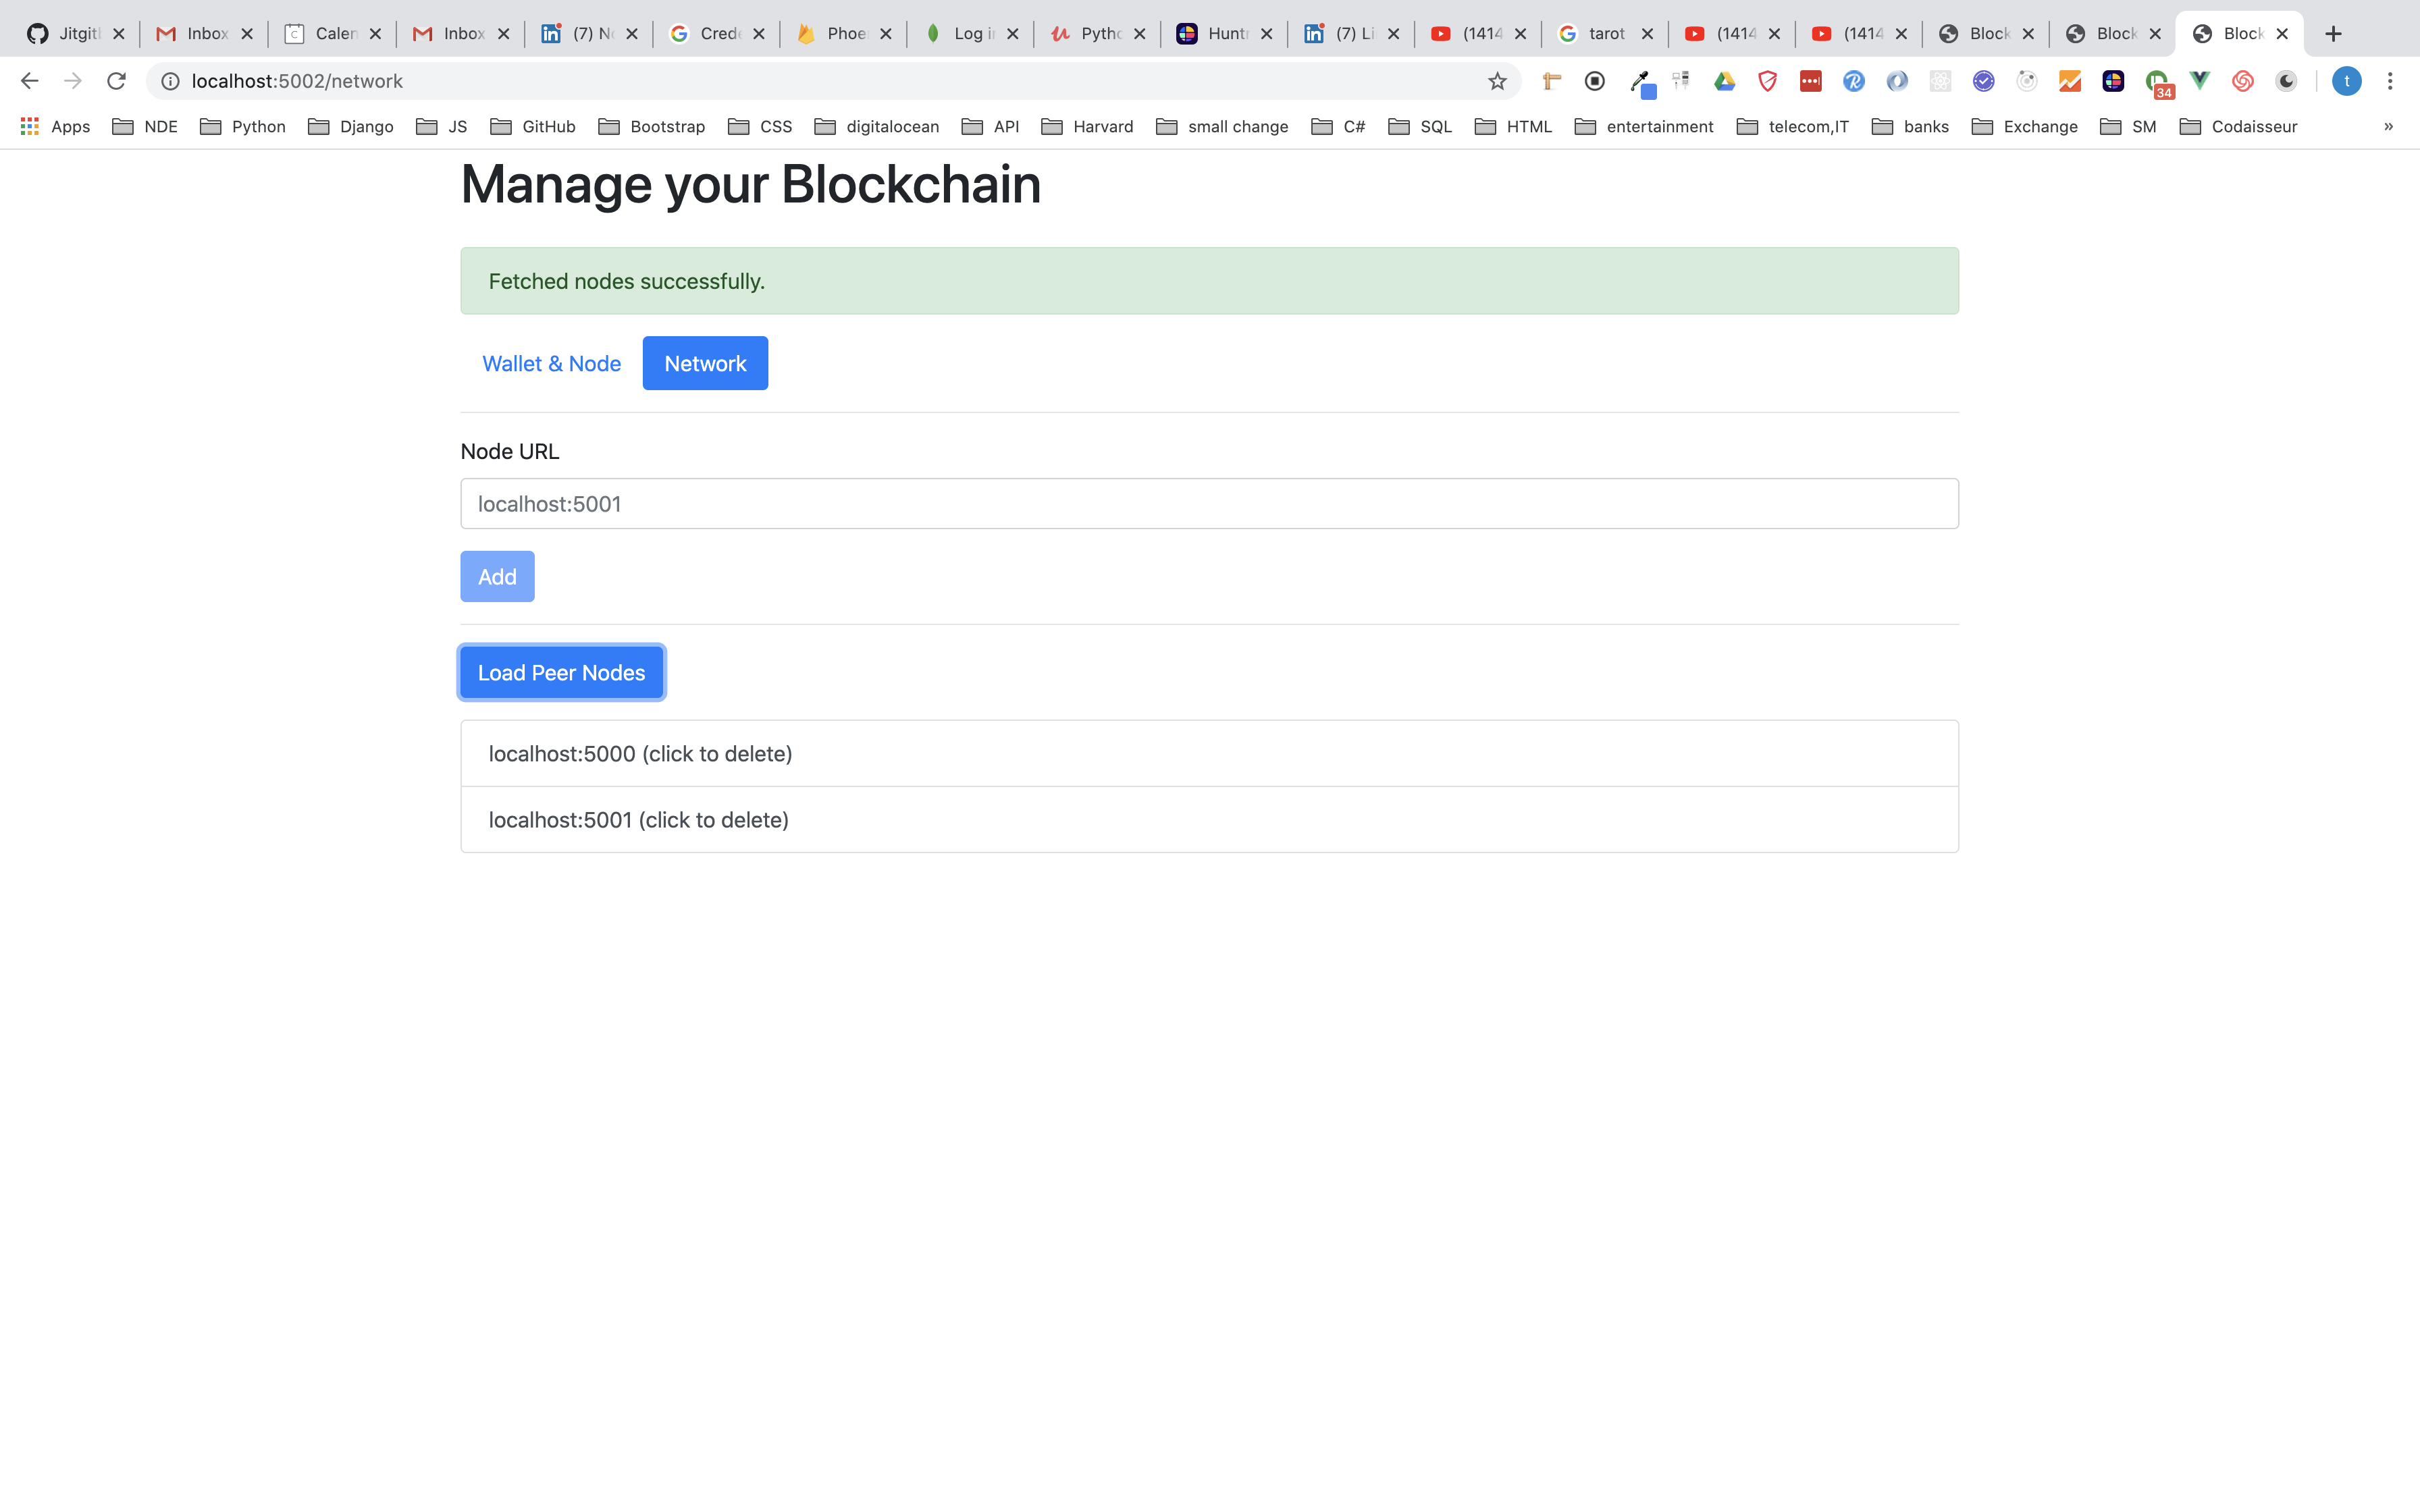 Jitgit Inbox Calen Inbox (7) Cred Phoe Log in Pytho Hunt (7) Li (1414 tarot (1414 (1414 Block Block Block
localhost:5002/network
34 t
Apps NDE Python Django JS GitHub Bootstrap CSS digitalocean API Harvard small change C# SQL HTML entertainment telecom,IT banks Exchange SM Codaisseur »
Manage your Blockchain
Fetched nodes successfully.
Wallet & Node Network
Node URL
localhost:5001
Add
Load Peer Nodes
localhost:5000 (click to delete)
localhost:5001 (click to delete)